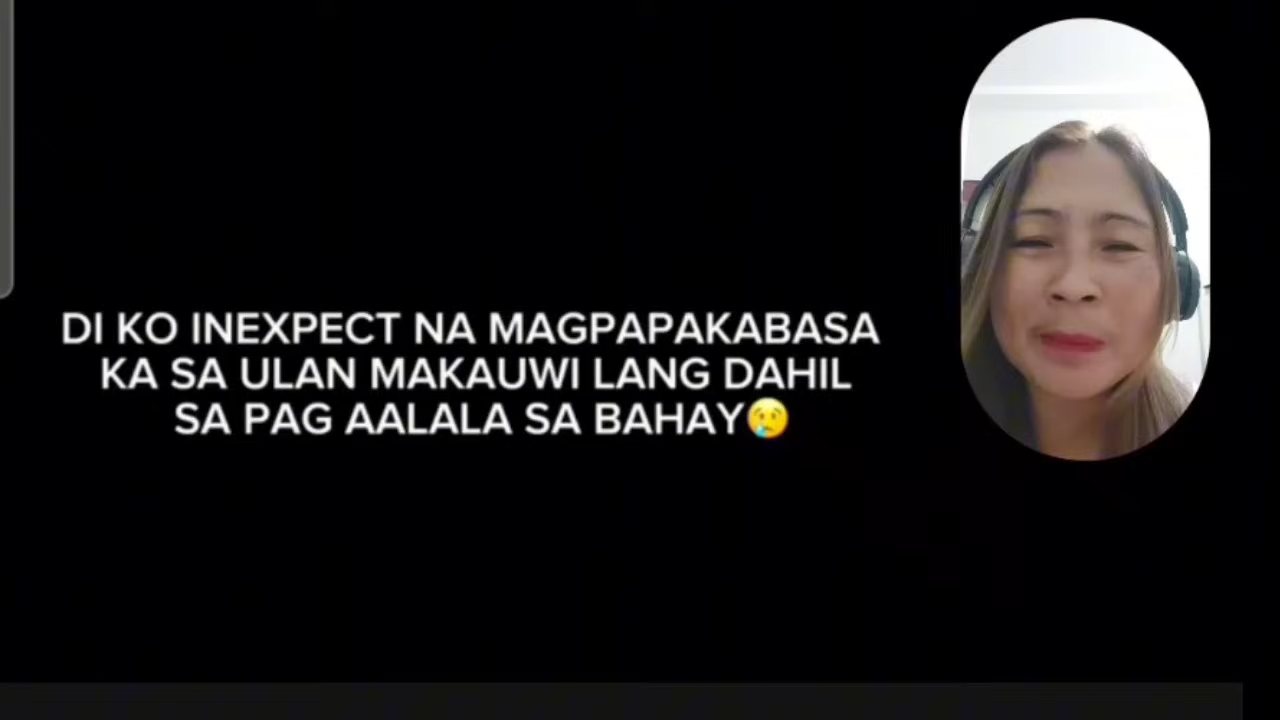 DI KO INEXPECT NA MAGPAPAKABASA
KA SA ULAN MAKAUWI LANG DAHIL
SA PAG AALALA SA BAHAY😢